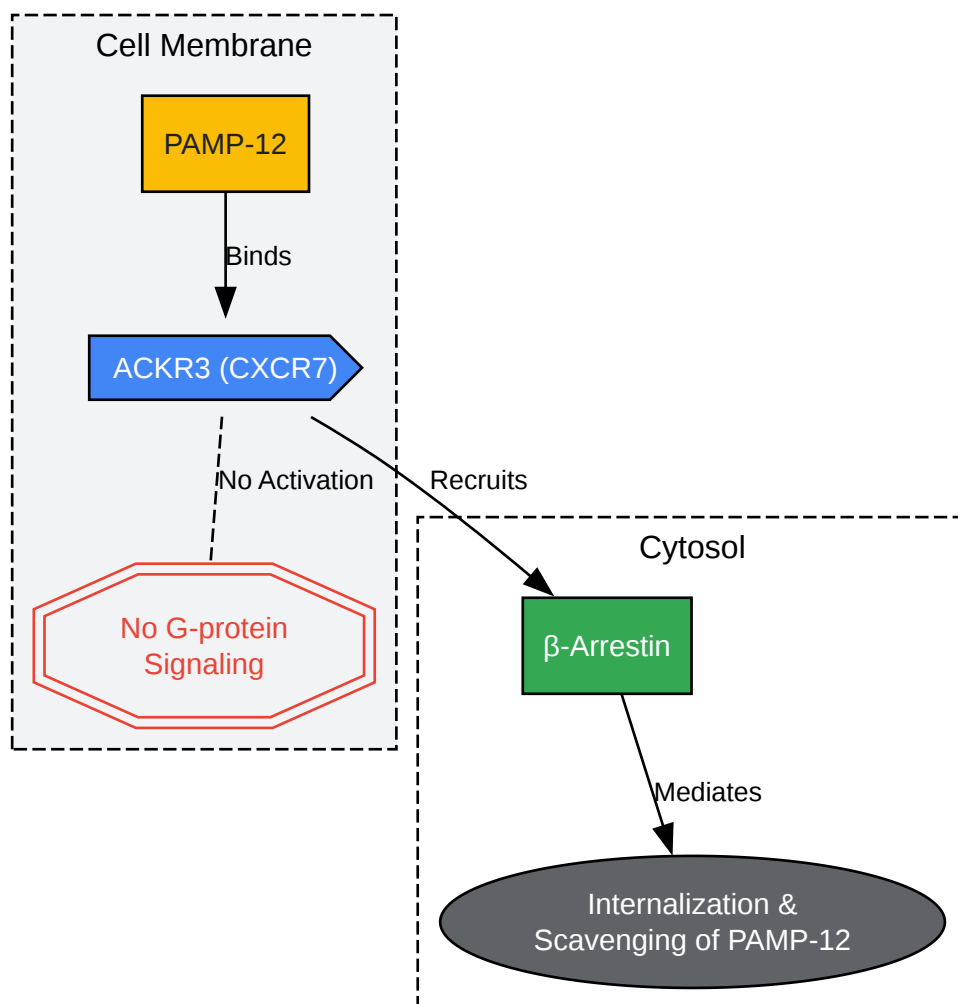 Cell Membrane
PAMP-12
Binds
ACKR3 (CXCR7)
No Activation
Recruits
No G-protein
Signaling
Cytosol
β-Arrestin
Mediates
Internalization &
Scavenging of PAMP-12